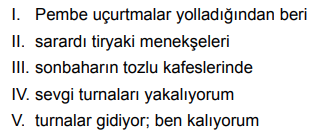 I. Pembe uçurtmalar yolladığından beri
II. sarardı tiryaki menekşeleri
III. sonbaharın tozlu kafeslerinde
IV. sevgi turnaları yakalıyorum
V. turnalar gidiyor; ben kalıyorum